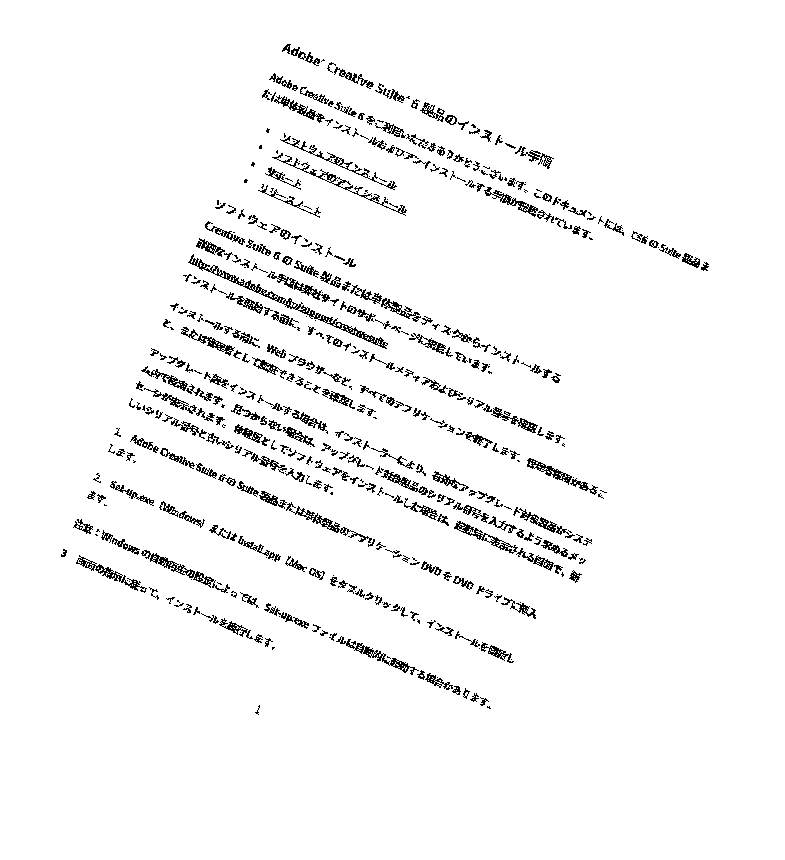 Adobe® Creative Suite® 6 製品のインストール手順
Adobe Creative Suite 6 をご利用いただきありがとうございます。このドキュメントには、CS6 の Suite 製品ま
たは単体製品をインストールおよびアンインストールする手順が記載されています。
• ソフトウェアのインストール
• ソフトウェアのアンインストール
• サポート
• リリースノート
ソフトウェアのインストール
Creative Suite 6 の Suite 製品または単体製品をディスクからインストールする
詳細なインストール手順は弊社サイトのサポートページに掲載しています。
http://www.adobe.com/jp/support/creativesuite
インストールを開始する前に、すべてのインストールメディアおよびシリアル番号を確認します。
インストールする前に、Web ブラウザーなど、すべてのアプリケーションを終了します。管理者権限があるこ
と、または管理者として認証できることを確認します。
アップグレード版をインストールする場合は、インストーラーにより、有効なアップグレード対象製品がシステ
ム内で検索されます。見つからない場合は、アップグレード対象製品のシリアル番号を入力するよう求めるメッ
セージが表示されます。体験版としてソフトウェアをインストールした場合は、起動時に表示される画面で、新
しいシリアル番号と古いシリアル番号を入力します。
1. Adobe Creative Suite 6 の Suite 製品または単体製品のアプリケーション DVD を DVD ドライブに挿入
します。
2. Set-up.exe（Windows）または Install.app（Mac OS）をダブルクリックして、インストールを開始し
ます。
注意：Windows の自動再生の設定によっては、Set-up.exe ファイルは自動的に起動する場合があります。
3 画面の指示に従って、インストールを続行します。
1